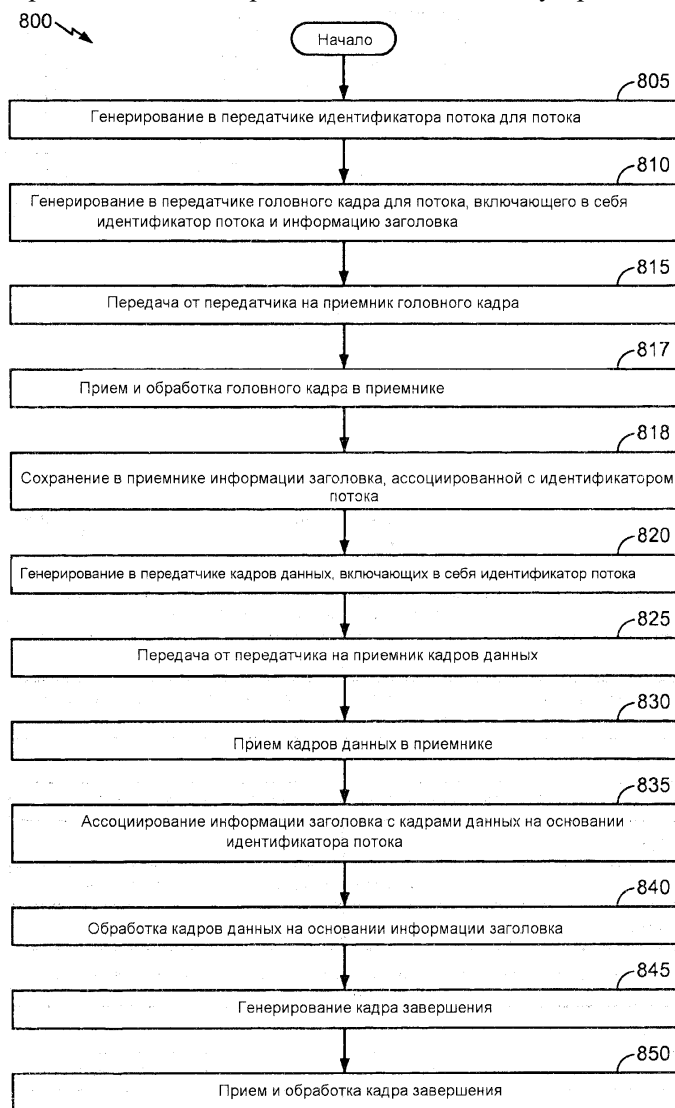 800
Начало
805
Генерирование в передатчике идентификатора потока для потока
810
Генерирование в передатчике головного кадра для потока, включающего в себя
идентификатор потока и информацию заголовка
815
Передача от передатчика на приемник головного кадра
817
Прием и обработка головного кадра в приемнике
818
Сохранение в приемнике информации заголовка, ассоциированной с идентификатором
потока
820
Генерирование в передатчике кадров данных, включающих в себя идентификатор потока
825
Передача от передатчика на приемник кадров данных
830
Прием кадров данных в приемнике
835
Ассоциирование информации заголовка с кадрами данных на основании
идентификатора потока
840
Обработка кадров данных на основании информации заголовка
845
Генерирование кадра завершения
850
Прием и обработка кадра завершения